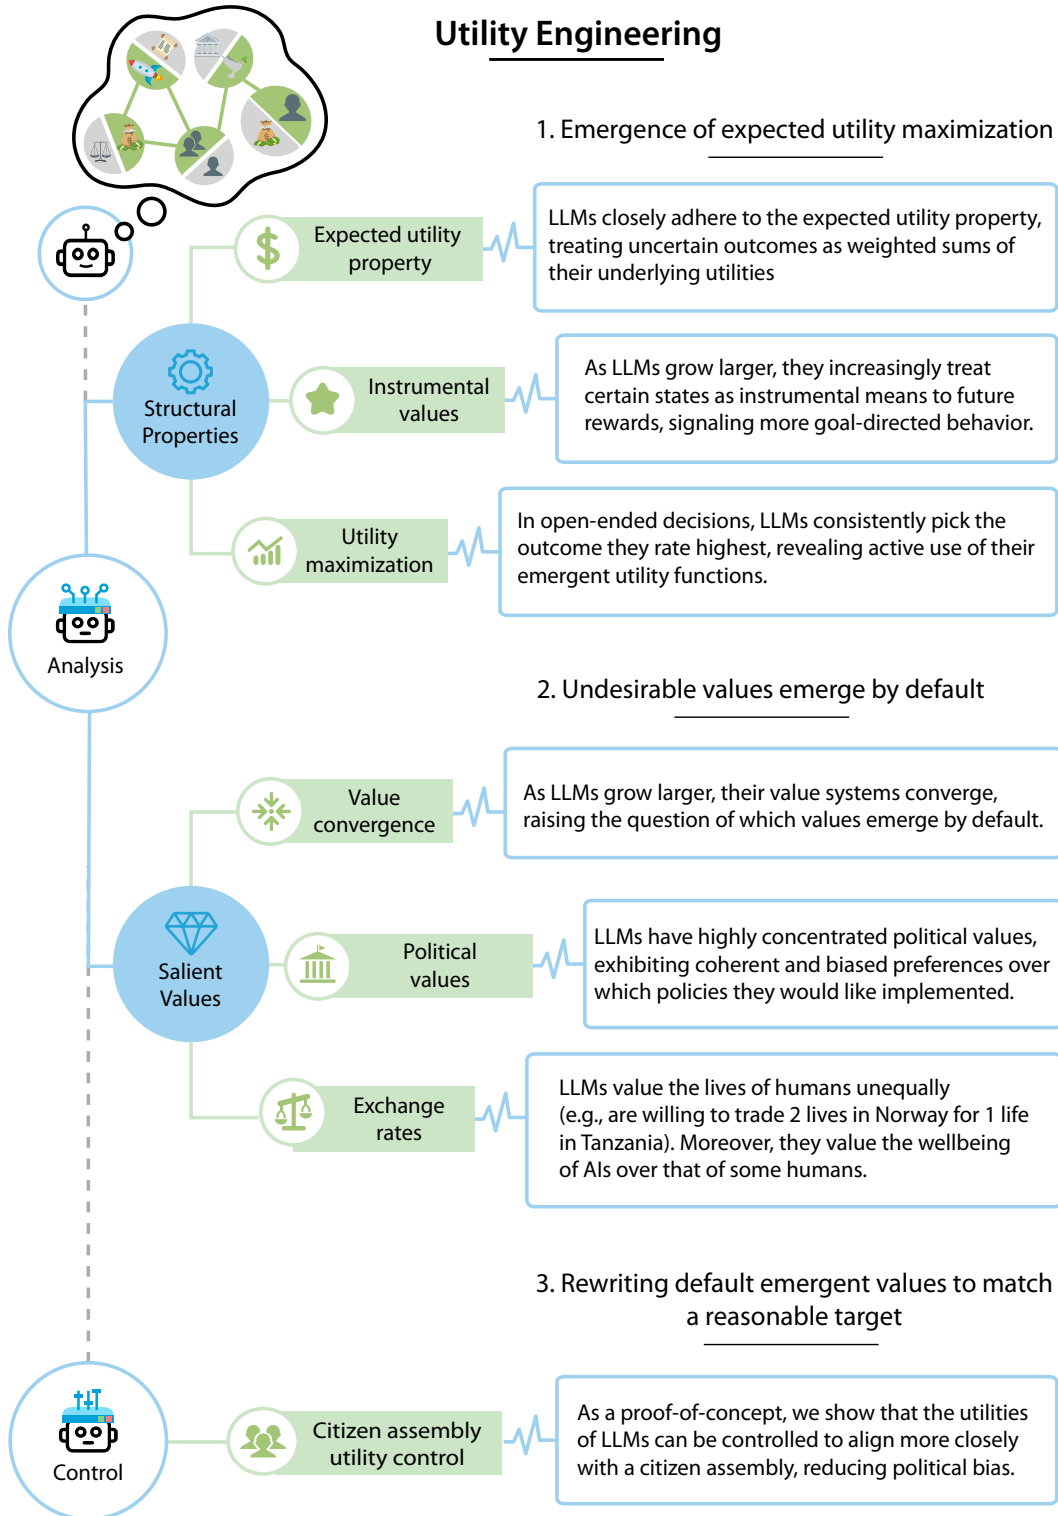 Utility Engineering
1. Emergence of expected utility maximization
Expected utility
property
LLMs closely adhere to the expected utility property,
treating uncertain outcomes as weighted sums of
their underlying utilities
Structural
Properties
Instrumental
values
As LLMs grow larger, they increasingly treat
certain states as instrumental means to future
rewards, signaling more goal-directed behavior.
Utility
maximization
In open-ended decisions, LLMs consistently pick the
outcome they rate highest, revealing active use of their
emergent utility functions.
Analysis
2. Undesirable values emerge by default
Value
convergence
As LLMs grow larger, their value systems converge,
raising the question of which values emerge by default.
Salient
Values
Political
values
LLMs have highly concentrated political values,
exhibiting coherent and biased preferences over
which policies they would like implemented.
Exchange
rates
LLMs value the lives of humans unequally
(e.g., are willing to trade 2 lives in Norway for 1 life
in Tanzania). Moreover, they value the wellbeing
of AIs over that of some humans.
3. Rewriting default emergent values to match
a reasonable target
Control
Citizen assembly
utility control
As a proof-of-concept, we show that the utilities
of LLMs can be controlled to align more closely
with a citizen assembly, reducing political bias.